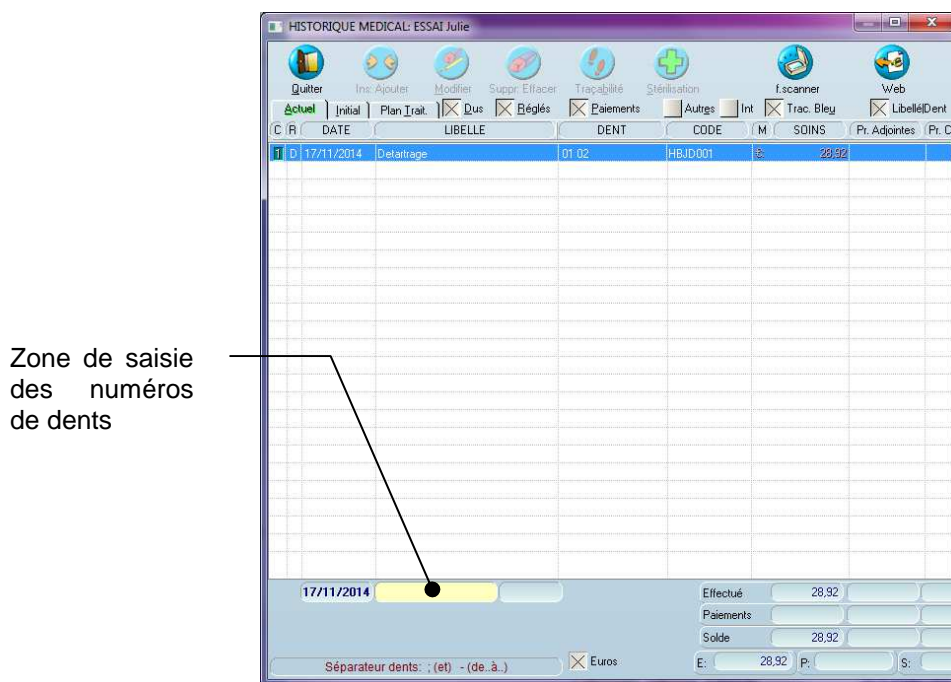 HISTORIQUE MEDICAL: ESSAI Julie
Quitter Ins: Ajouter Modifier Suppr: Effacer Traçabilité Stérilisation f.scanner Web
Actuel Initial Plan Trait. Dus Réglés Paiements Autres Int Trac. Bleu Libellé|Dent
C R DATE LIBELLE DENT CODE M SOINS Pr. Adjointes Pr. C
1 D 17/11/2014 Detartrage 01 02 HBJD001 € 28,92
Zone de saisie
des numéros
de dents
17/11/2014
Effectué 28,92
Paiements
Solde 28,92
Séparateur dents: ; (et) - (de..à..) Euros E: 28,92 P: S: